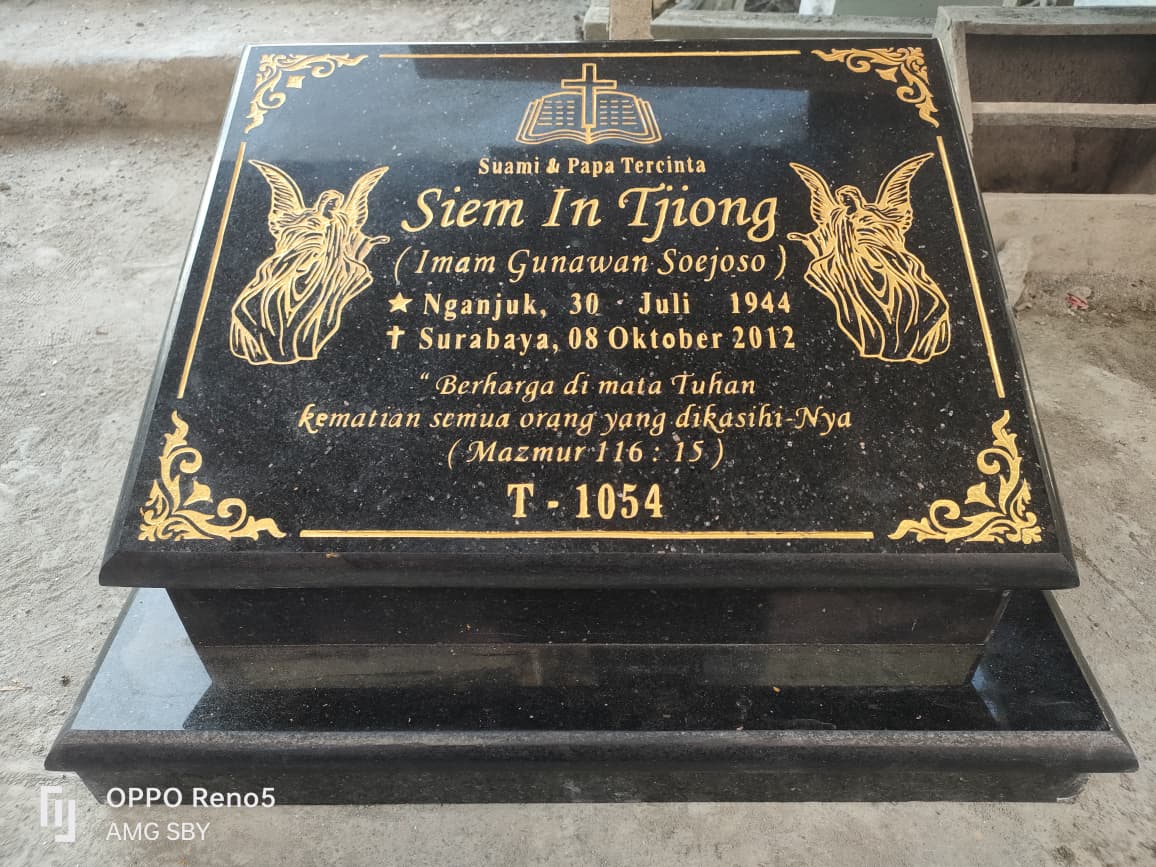 Suami & Papa Tercinta
Siem In Tjiong
( Imam Gunawan Soejoso )
★ Nganjuk, 30 Juli 1944
✝ Surabaya, 08 Oktober 2012
“ Berharga di mata Tuhan
kematian semua orang yang dikasihi-Nya
( Mazmur 116 : 15 )
T - 1054
OPPO Reno5
AMG SBY